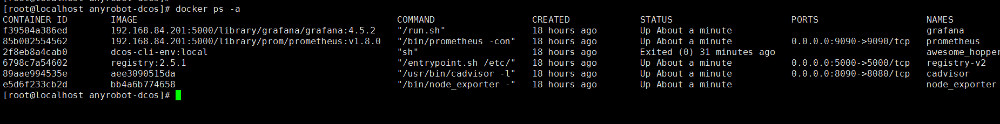 [root@localhost anyrobot-dcos]# docker ps -a
CONTAINER ID        IMAGE                                                COMMAND                  CREATED             STATUS                      PORTS                    NAMES
f39504a386ed        192.168.84.201:5000/library/grafana/grafana:4.5.2    "/run.sh"                18 hours ago        Up About a minute                                    grafana
85b002554562        192.168.84.201:5000/library/prom/prometheus:v1.8.0   "/bin/prometheus -con"   18 hours ago        Up About a minute           0.0.0.0:9090->9090/tcp   prometheus
2f8eb8a4cab0        dcos-cli-env:local                                   "sh"                     18 hours ago        Exited (0) 31 minutes ago                            awesome_hopper
6798c7a54602        registry:2.5.1                                       "/entrypoint.sh /etc/"   18 hours ago        Up About a minute           0.0.0.0:5000->5000/tcp   registry-v2
89aae994535e        aee3090515da                                         "/usr/bin/cadvisor -l"   18 hours ago        Up About a minute           0.0.0.0:8090->8080/tcp   cadvisor
e5d6f233cb2d        bb4a6b774658                                         "/bin/node_exporter -"   18 hours ago        Up About a minute                                    node_exporter
[root@localhost anyrobot-dcos]#